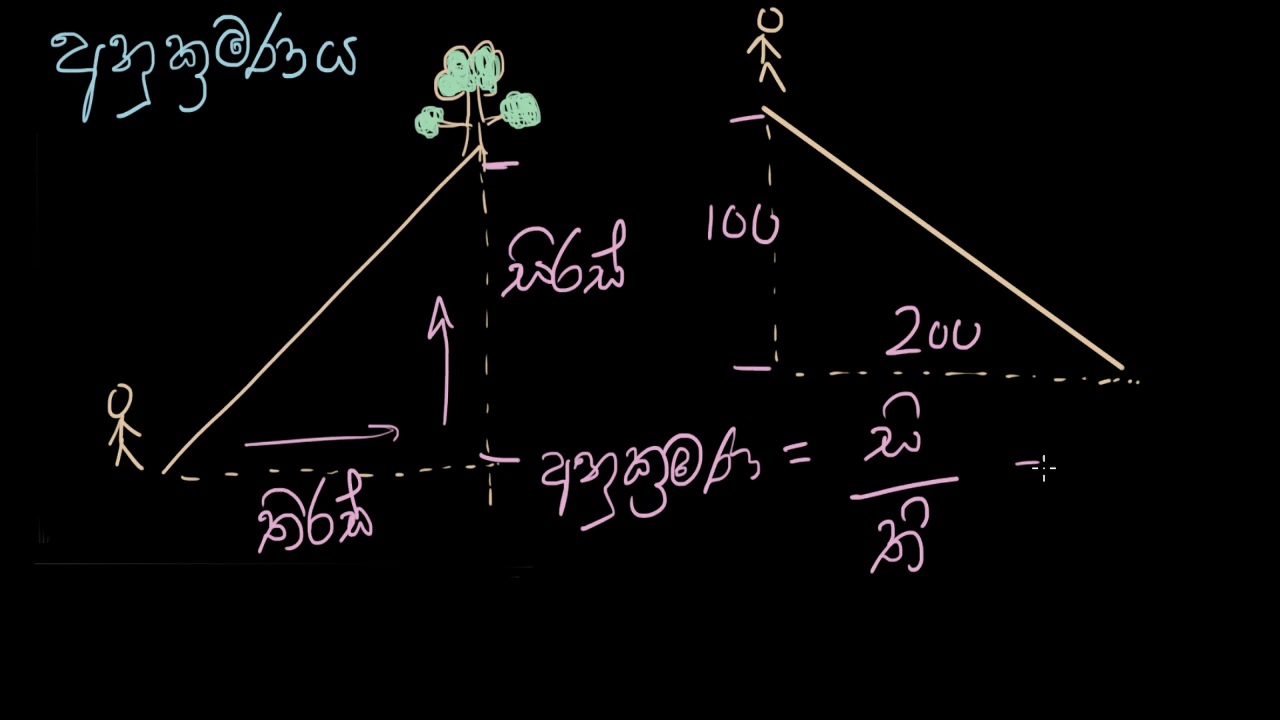 අනුක්‍රමණය
සිරස්
100
200
තිරස්
අනුක්‍රමණ = සි
ති
-